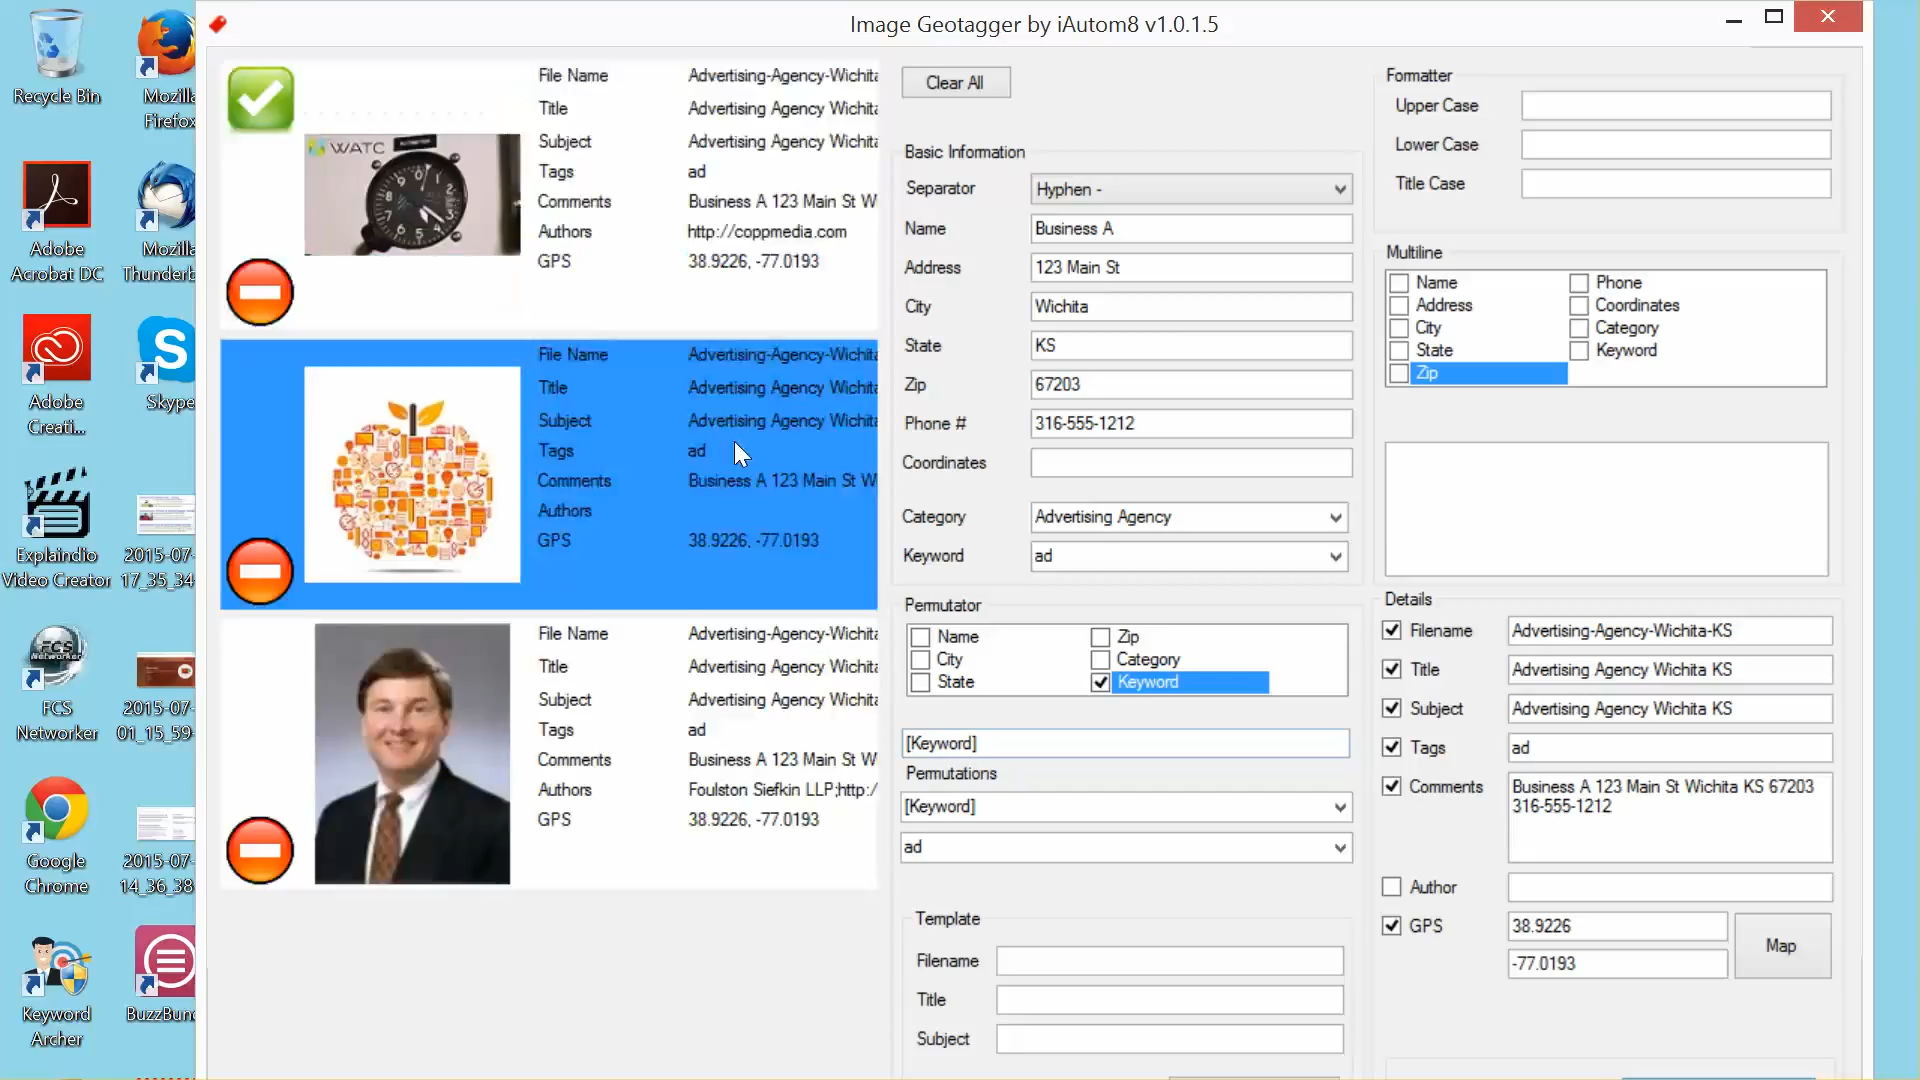 Image Geotagger by iAutom8 v1.0.1.5
Recycle Bin
Mozilla
Firefox
Adobe
Acrobat DC
Mozilla
Thunderb
Adobe
Creati...
Skype
Explaindio
Video Creator
2015-07-
17_35_34-
FCS
Networker
2015-07-
01_15_59-
Google
Chrome
2015-07-
14_36_38-
Keyword
Archer
BuzzBun
WATC
File Name Advertising-Agency-Wichita
Title Advertising Agency Wichita
Subject Advertising Agency Wichita
Tags ad
Comments Business A 123 Main St W
Authors http://coppmedia.com
GPS 38.9226, -77.0193
File Name Advertising-Agency-Wichita
Title Advertising Agency Wichita
Subject Advertising Agency Wichita
Tags ad
Comments Business A 123 Main St W
Authors
GPS 38.9226, -77.0193
File Name Advertising-Agency-Wichita
Title Advertising Agency Wichita
Subject Advertising Agency Wichita
Tags ad
Comments Business A 123 Main St W
Authors Foulston Siefkin LLP;http:/
GPS 38.9226, -77.0193
Clear All
Basic Information
Separator Hyphen -
Name Business A
Address 123 Main St
City Wichita
State KS
Zip 67203
Phone # 316-555-1212
Coordinates
Category Advertising Agency
Keyword ad
Permutator
Name Zip
City Category
State Keyword
[Keyword]
Permutations
[Keyword]
ad
Template
Filename
Title
Subject
Formatter
Upper Case
Lower Case
Title Case
Multiline
Name Phone
Address Coordinates
City Category
State Keyword
Zip
Details
Filename Advertising-Agency-Wichita-KS
Title Advertising Agency Wichita KS
Subject Advertising Agency Wichita KS
Tags ad
Comments Business A 123 Main St Wichita KS 67203
316-555-1212
Author
GPS 38.9226
-77.0193
Map